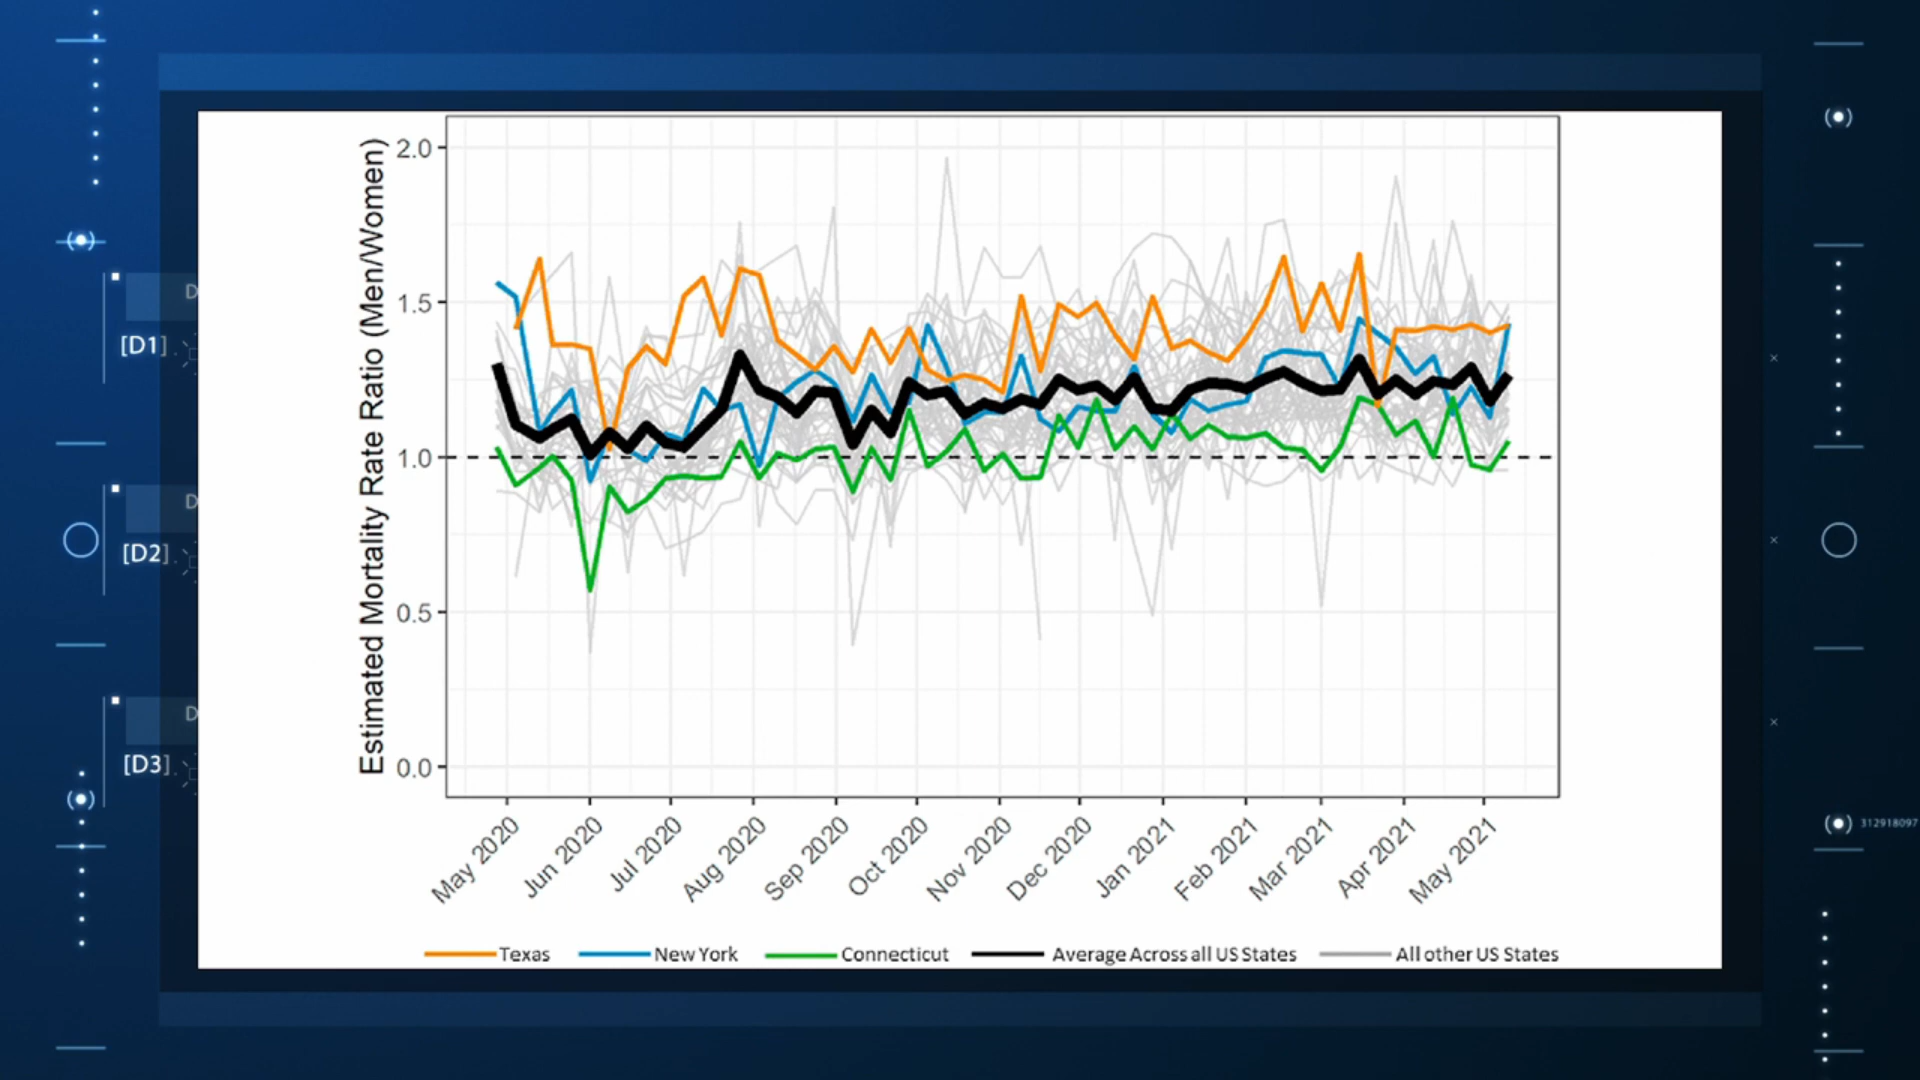 Estimated Mortality Rate Ratio (Men/Women)
2.0
1.5
1.0
0.5
0.0
May 2020
Jun 2020
Jul 2020
Aug 2020
Sep 2020
Oct 2020
Nov 2020
Dec 2020
Jan 2021
Feb 2021
Mar 2021
Apr 2021
May 2021
Texas
New York
Connecticut
Average Across all US States
All other US States
D
[D1]
D
[D2]
D
[D3]
312918097